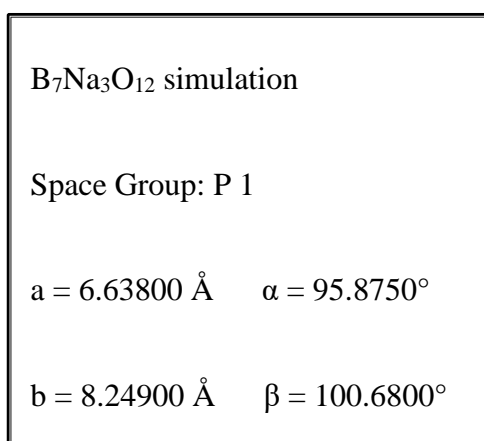 B₇Na₃O₁₂ simulation
Space Group: P 1
a = 6.63800 Å α = 95.8750°
b = 8.24900 Å β = 100.6800°